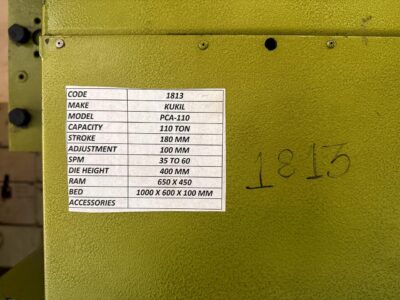 CODE 1813
MAKE KUKIL
MODEL PCA-110
CAPACITY 110 TON
STROKE 180 MM
ADJUSTMENT 100 MM
SPM 35 TO 60
DIE HEIGHT 400 MM
RAM 650 X 450
BED 1000 X 600 X 100 MM
ACCESSORIES
1813